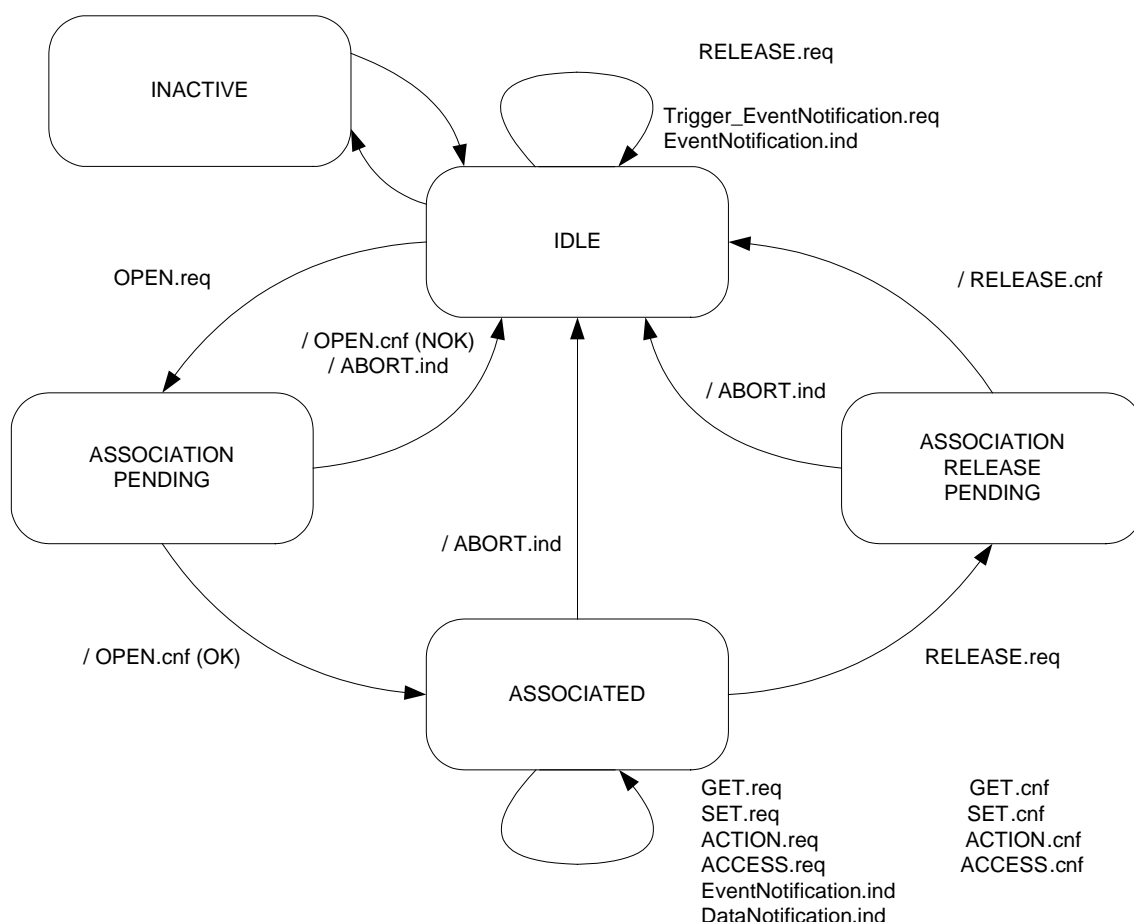 RELEASE.req
INACTIVE
Trigger_EventNotification.req
EventNotification.ind
IDLE
OPEN.req
/ RELEASE.cnf
/ OPEN.cnf (NOK)
/ ABORT.ind
/ ABORT.ind
ASSOCIATION
PENDING
ASSOCIATION
RELEASE
PENDING
/ ABORT.ind
/ OPEN.cnf (OK)
RELEASE.req
ASSOCIATED
GET.req GET.cnf
SET.req SET.cnf
ACTION.req ACTION.cnf
ACCESS.req ACCESS.cnf
EventNotification.ind
DataNotification.ind